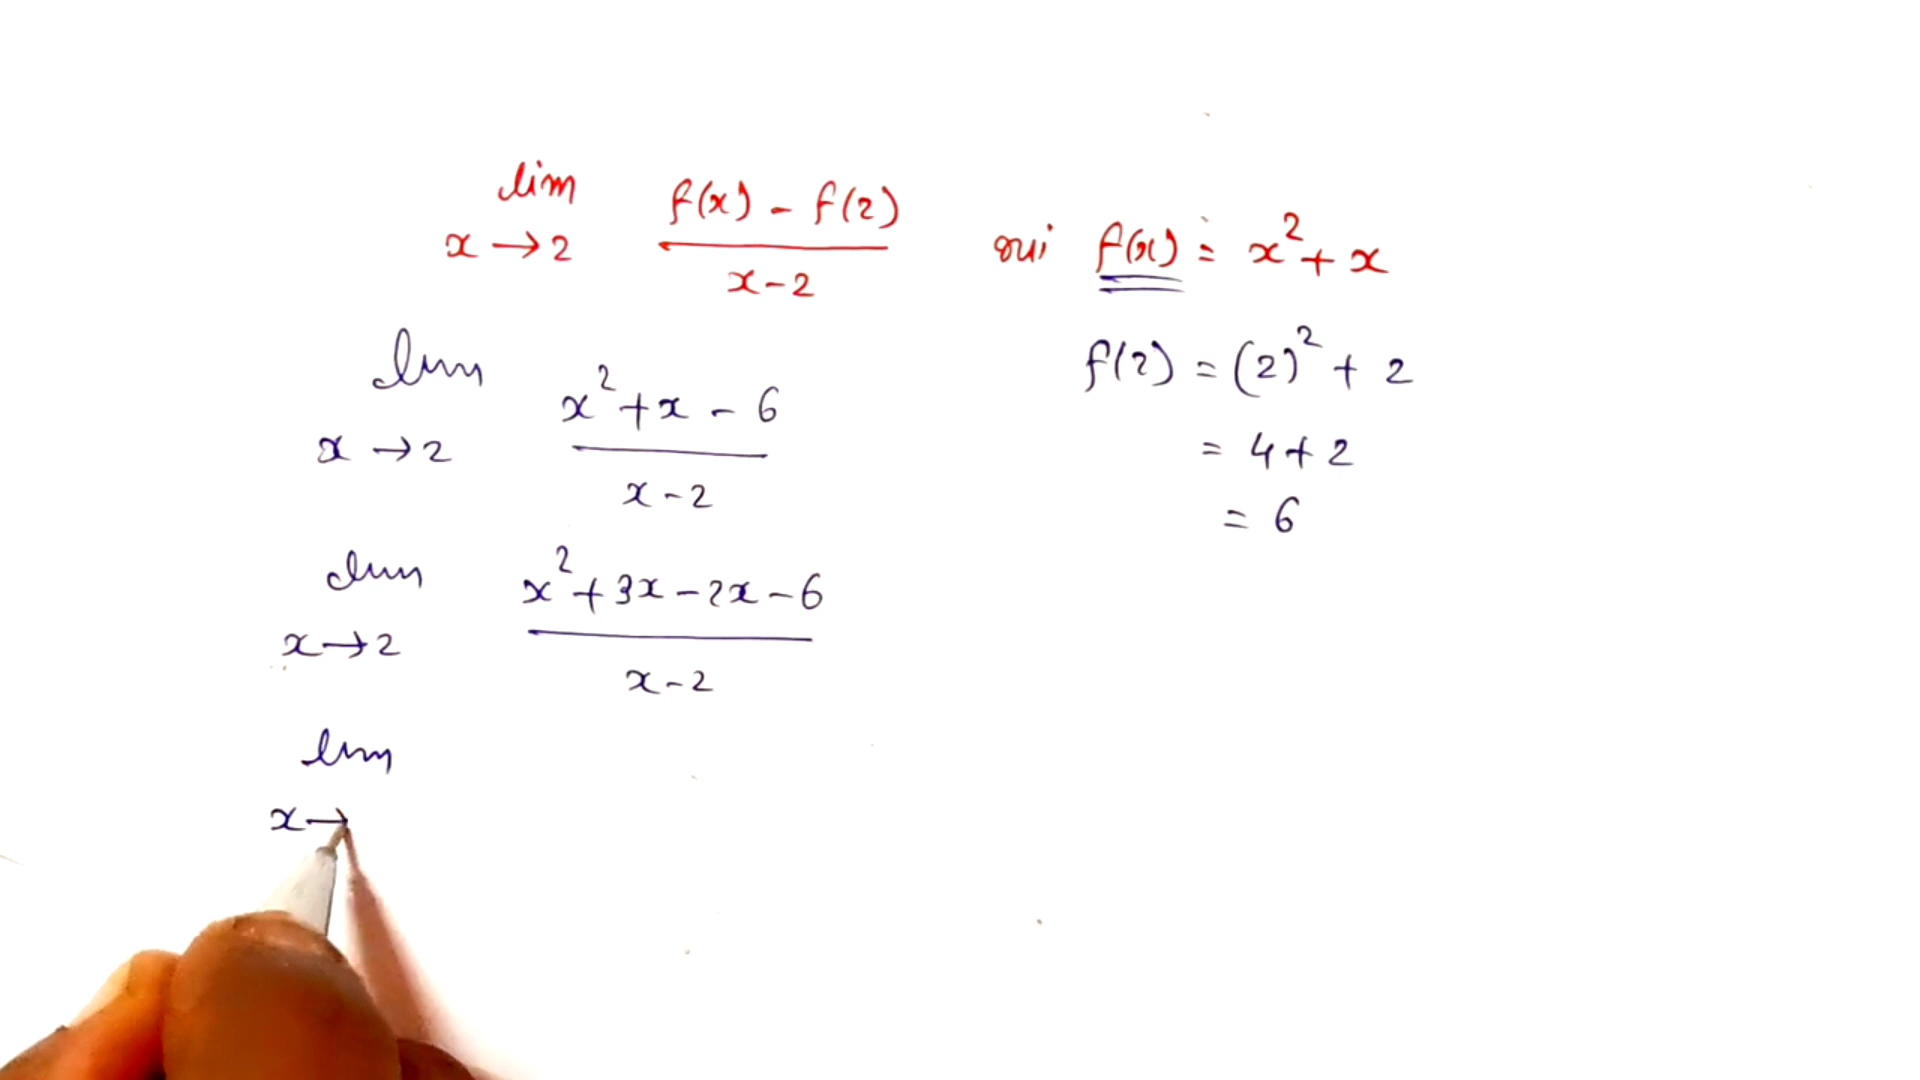 lim f(x) - f(2)
x → 2 x - 2
oui f(x) = x² + x
lim x² + x - 6
x → 2 x - 2
f(2) = (2)² + 2
= 4 + 2
= 6
lim x² + 3x - 2x - 6
x → 2 x - 2
lim
x →